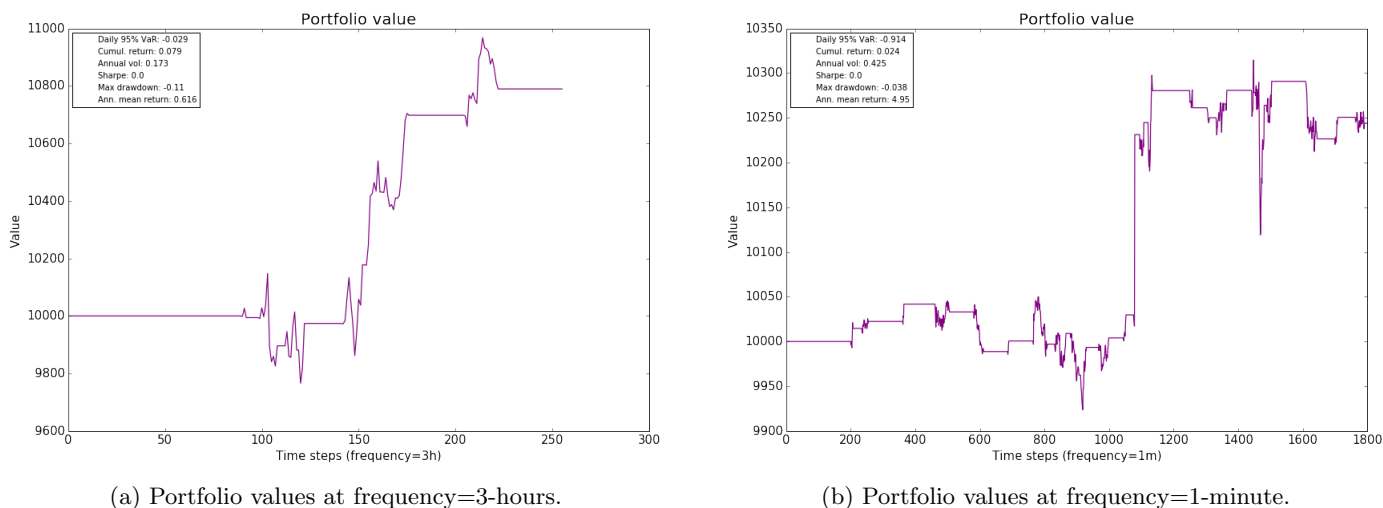 Portfolio value
11000
10800
10600
10400
10200
10000
9800
9600
Value
Daily 95% VaR: -0.029
Cumul. return: 0.079
Annual vol: 0.173
Sharpe: 0.0
Max drawdown: -0.11
Ann. mean return: 0.616
0 50 100 150 200 250 300
Time steps (frequency=3h)
(a) Portfolio values at frequency=3-hours.
Portfolio value
10350
10300
10250
10200
10150
10100
10050
10000
9950
9900
Value
Daily 95% VaR: -0.914
Cumul. return: 0.024
Annual vol: 0.425
Sharpe: 0.0
Max drawdown: -0.038
Ann. mean return: 4.95
0 200 400 600 800 1000 1200 1400 1600 1800
Time steps (frequency=1m)
(b) Portfolio values at frequency=1-minute.